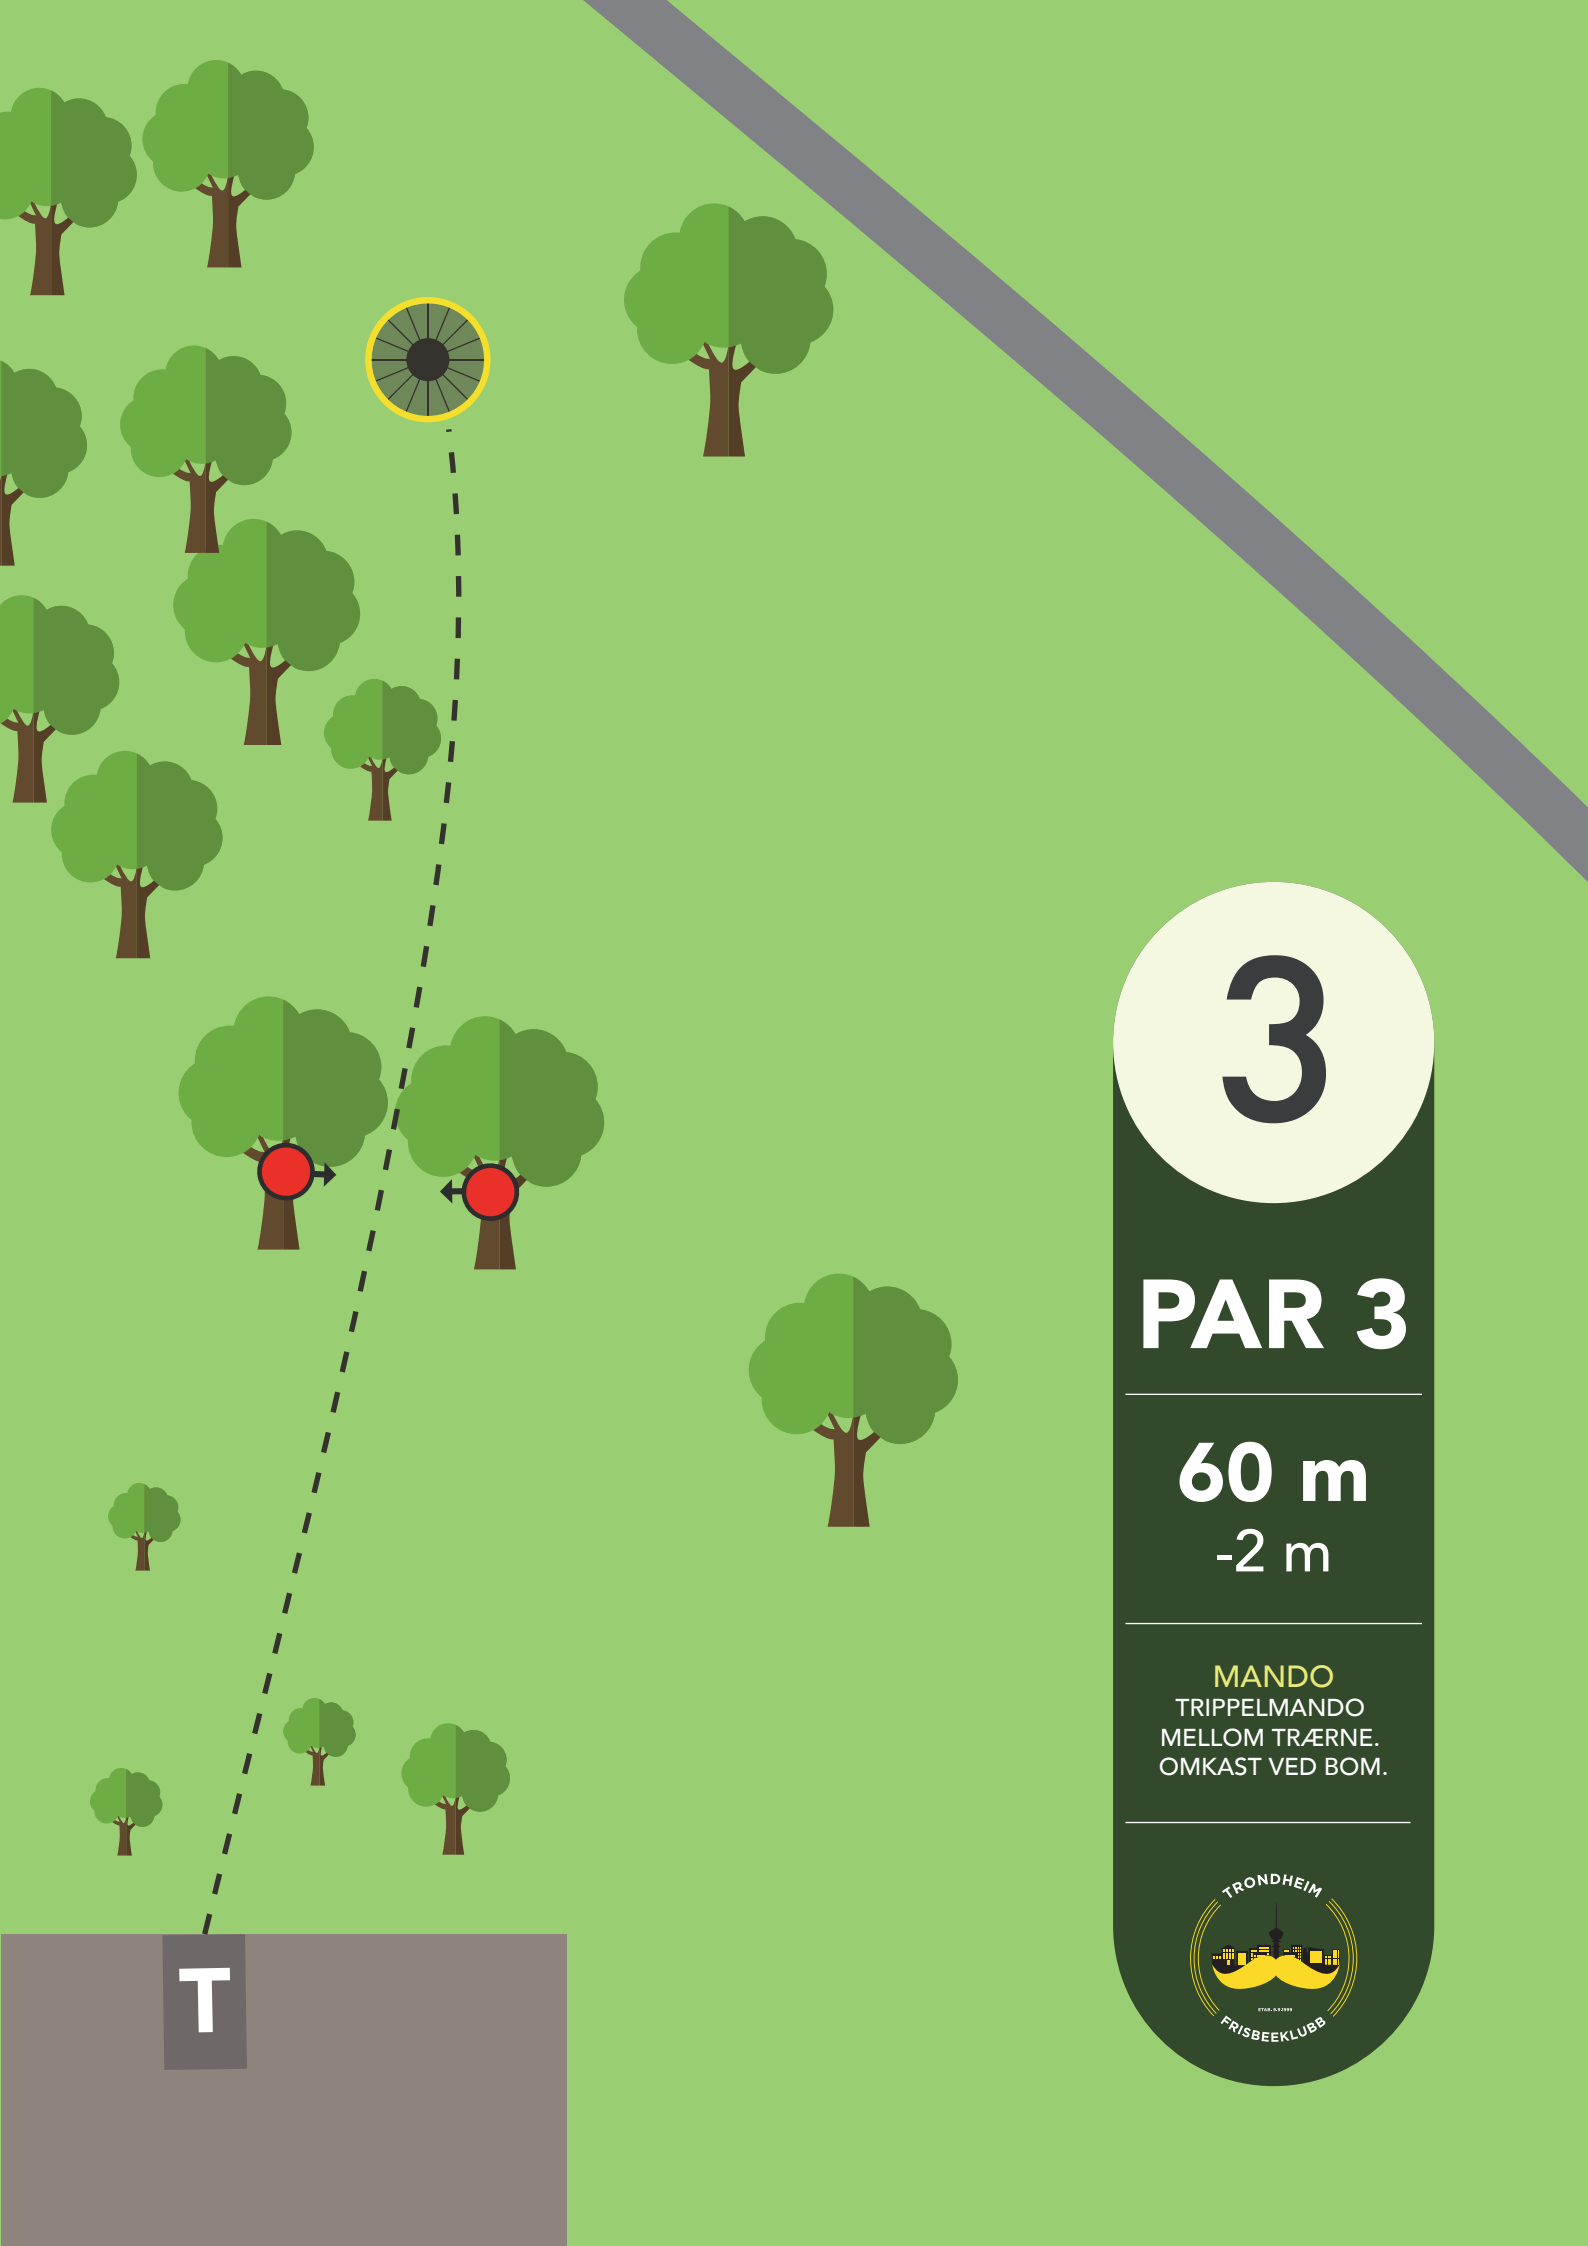 3
PAR 3
60 m
-2 m
MANDO
TRIPPELMANDO
MELLOM TRÆRNE.
OMKAST VED BOM.
TRONDHEIM
FRISBEEKLUBB
T